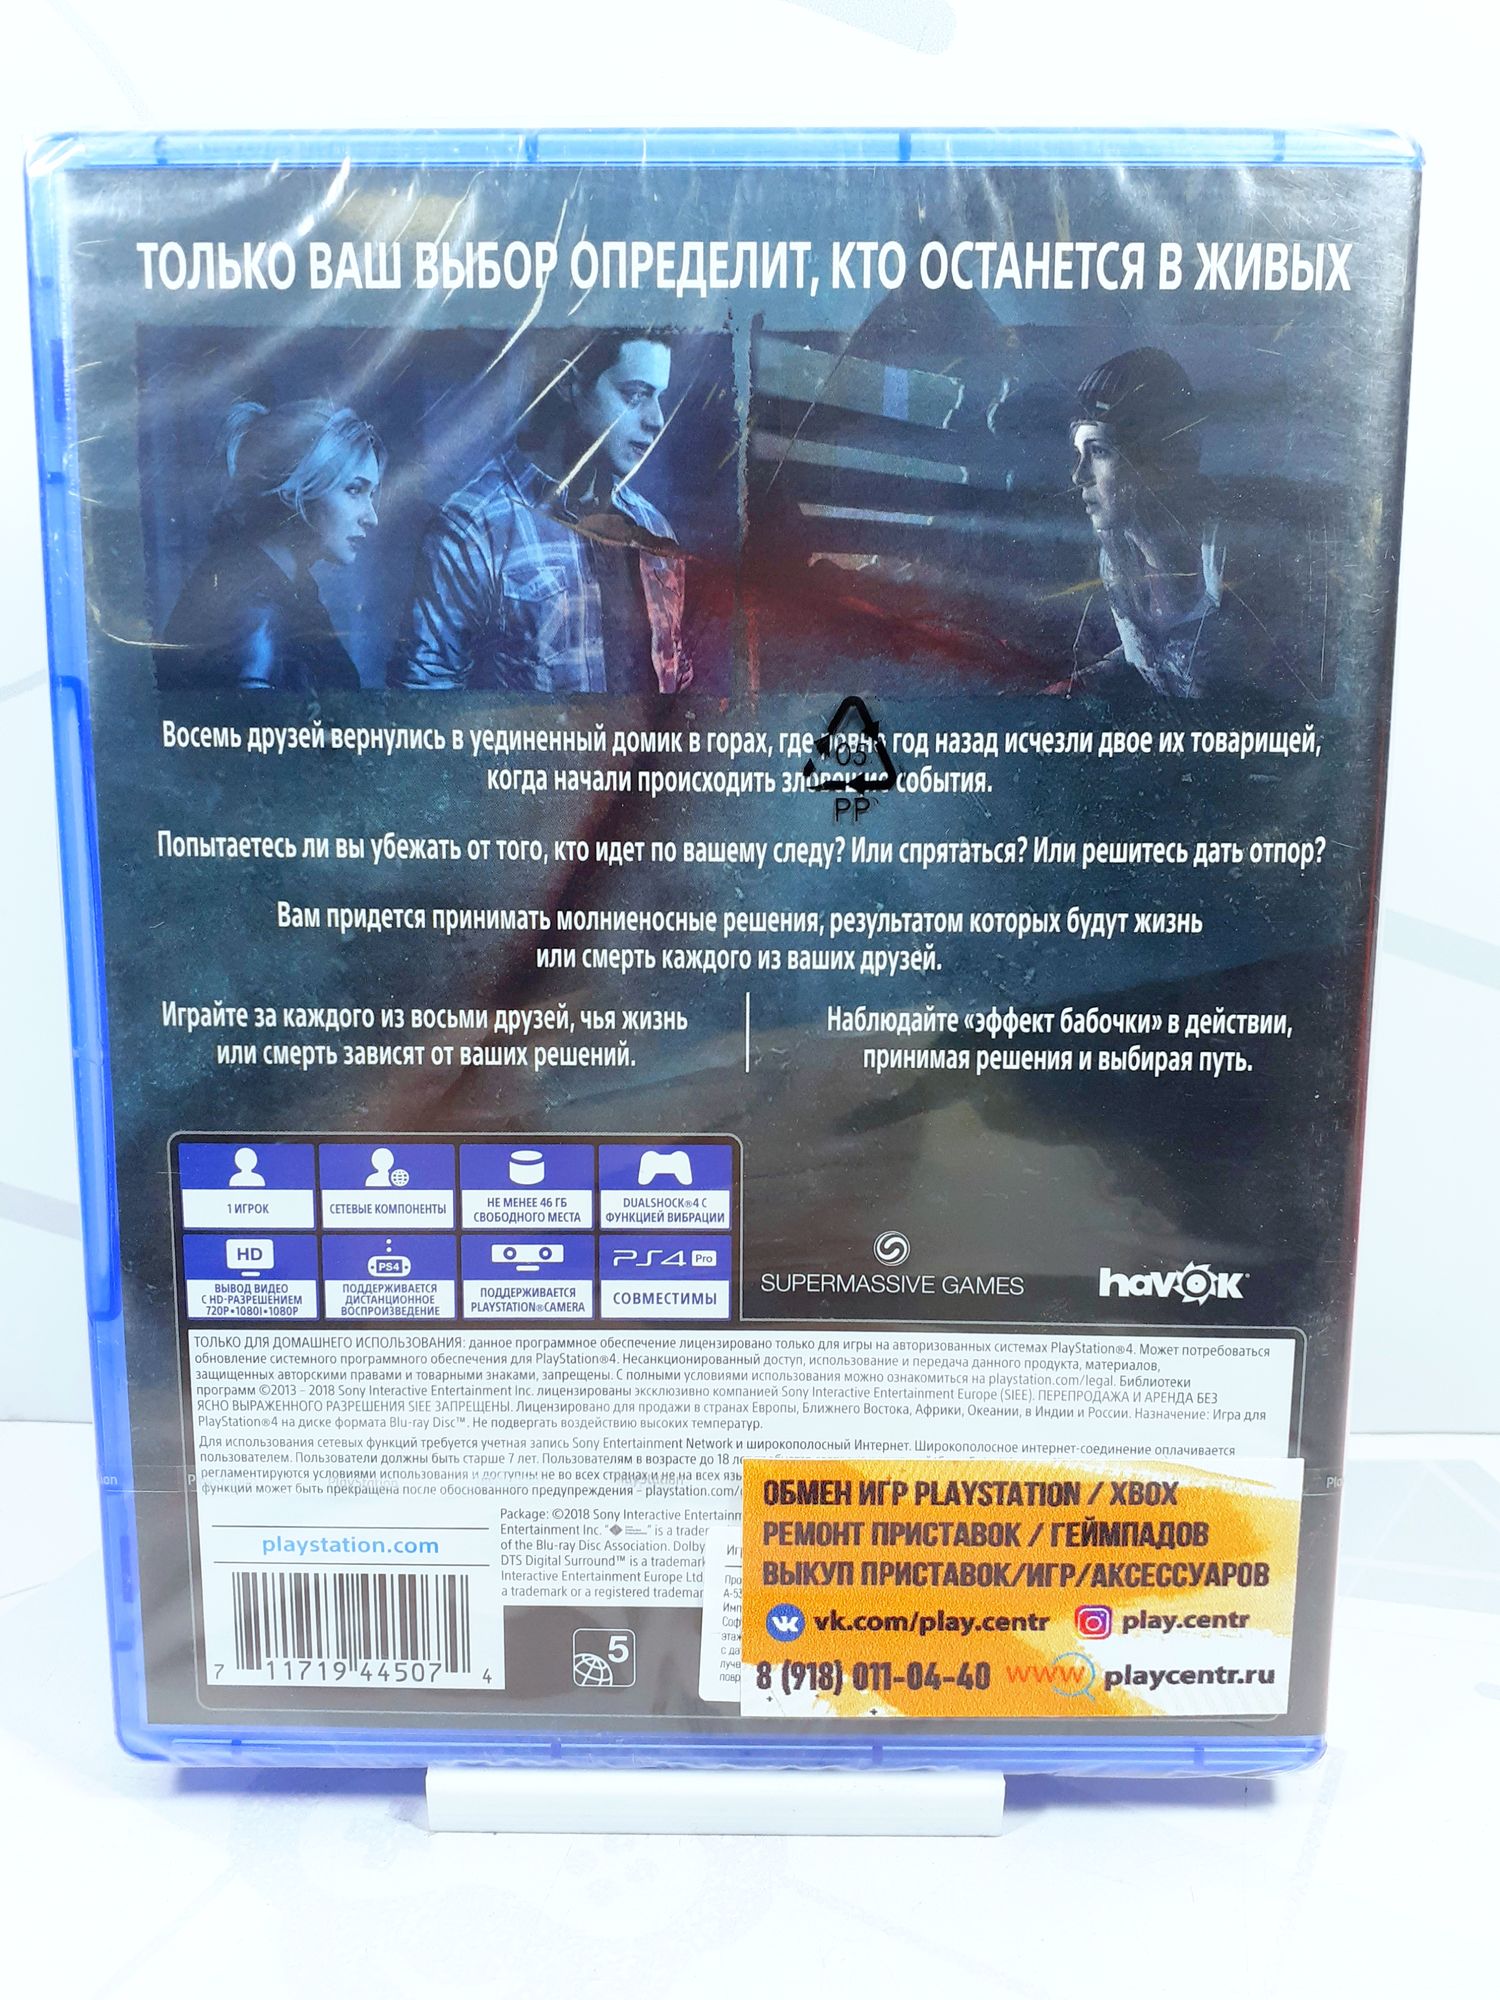 ТОЛЬКО ВАШ ВЫБОР ОПРЕДЕЛИТ, КТО ОСТАНЕТСЯ В ЖИВЫХ
Восемь друзей вернулись в уединенный домик в горах, где год назад исчезли двое их товарищей,
когда начали происходить события.
05
PP
Попытаетесь ли вы убежать от того, кто идет по вашему следу? Или спрятаться? Или решитесь дать отпор?
Вам придется принимать молниеносные решения, результатом которых будут жизнь
или смерть каждого из ваших друзей.
Играйте за каждого из восьми друзей, чья жизнь
или смерть зависят от ваших решений.
Наблюдайте «эффект бабочки» в действии,
принимая решения и выбирая путь.
1 ИГРОК
СЕТЕВЫЕ КОМПОНЕНТЫ
НЕ МЕНЕЕ 46 ГБ
СВОБОДНОГО МЕСТА
DUALSHOCK®4 С
ФУНКЦИЕЙ ВИБРАЦИИ
HD
ВЫВОД ВИДЕО
С HD-РАЗРЕШЕНИЕМ
720P•1080I•1080P
PS4
ПОДДЕРЖИВАЕТСЯ
ДИСТАНЦИОННОЕ
ВОСПРОИЗВЕДЕНИЕ
ПОДДЕРЖИВАЕТСЯ
PLAYSTATION®CAMERA
PS4 Pro
СОВМЕСТИМЫ
SUPERMASSIVE GAMES
havok
ТОЛЬКО ДЛЯ ДОМАШНЕГО ИСПОЛЬЗОВАНИЯ: данное программное обеспечение лицензировано только для игры на авторизованных системах PlayStation®4. Может потребоваться
обновление системного программного обеспечения для PlayStation®4. Несанкционированный доступ, использование и передача данного продукта, материалов,
защищенных авторскими правами и товарными знаками, запрещены. С полными условиями использования можно ознакомиться на playstation.com/legal. Библиотеки
программ ©2013 - 2018 Sony Interactive Entertainment Inc. лицензированы эксклюзивно компанией Sony Interactive Entertainment Europe (SIEE). ПЕРЕПРОДАЖА И АРЕНДА БЕЗ
ЯСНО ВЫРАЖЕННОГО РАЗРЕШЕНИЯ SIEE ЗАПРЕЩЕНЫ. Лицензировано для продажи в странах Европы, Ближнего Востока, Африки, Океании, в Индии и России. Назначение: Игра для
PlayStation®4 на диске формата Blu-ray Disc™. Не подвергать воздействию высоких температур.
Для использования сетевых функций требуется учетная запись Sony Entertainment Network и широкополосный Интернет. Широкополосное интернет-соединение оплачивается
пользователем. Пользователи должны быть старше 7 лет. Пользователям в возрасте до 18
регламентируются условиями использования и доступны не во всех странах и не на всех
функций может быть прекращена после обоснованного предупреждения – playstation.com/
Package: ©2018 Sony Interactive
Entertainment Inc. " " is a
of the Blu-ray Disc Association. Dolby
DTS Digital Surround™ is a trademark
Interactive Entertainment Europe Ltd
a trademark or a registered
playstation.com
7 11719 44507 4
5
ОБМЕН ИГР PLAYSTATION / XBOX
РЕМОНТ ПРИСТАВОК / ГЕЙМПАДОВ
ВЫКУП ПРИСТАВОК/ИГР/АКСЕССУАРОВ
vk.com/play.centr play.centr
8 (918) 011-04-40 www playcentr.ru